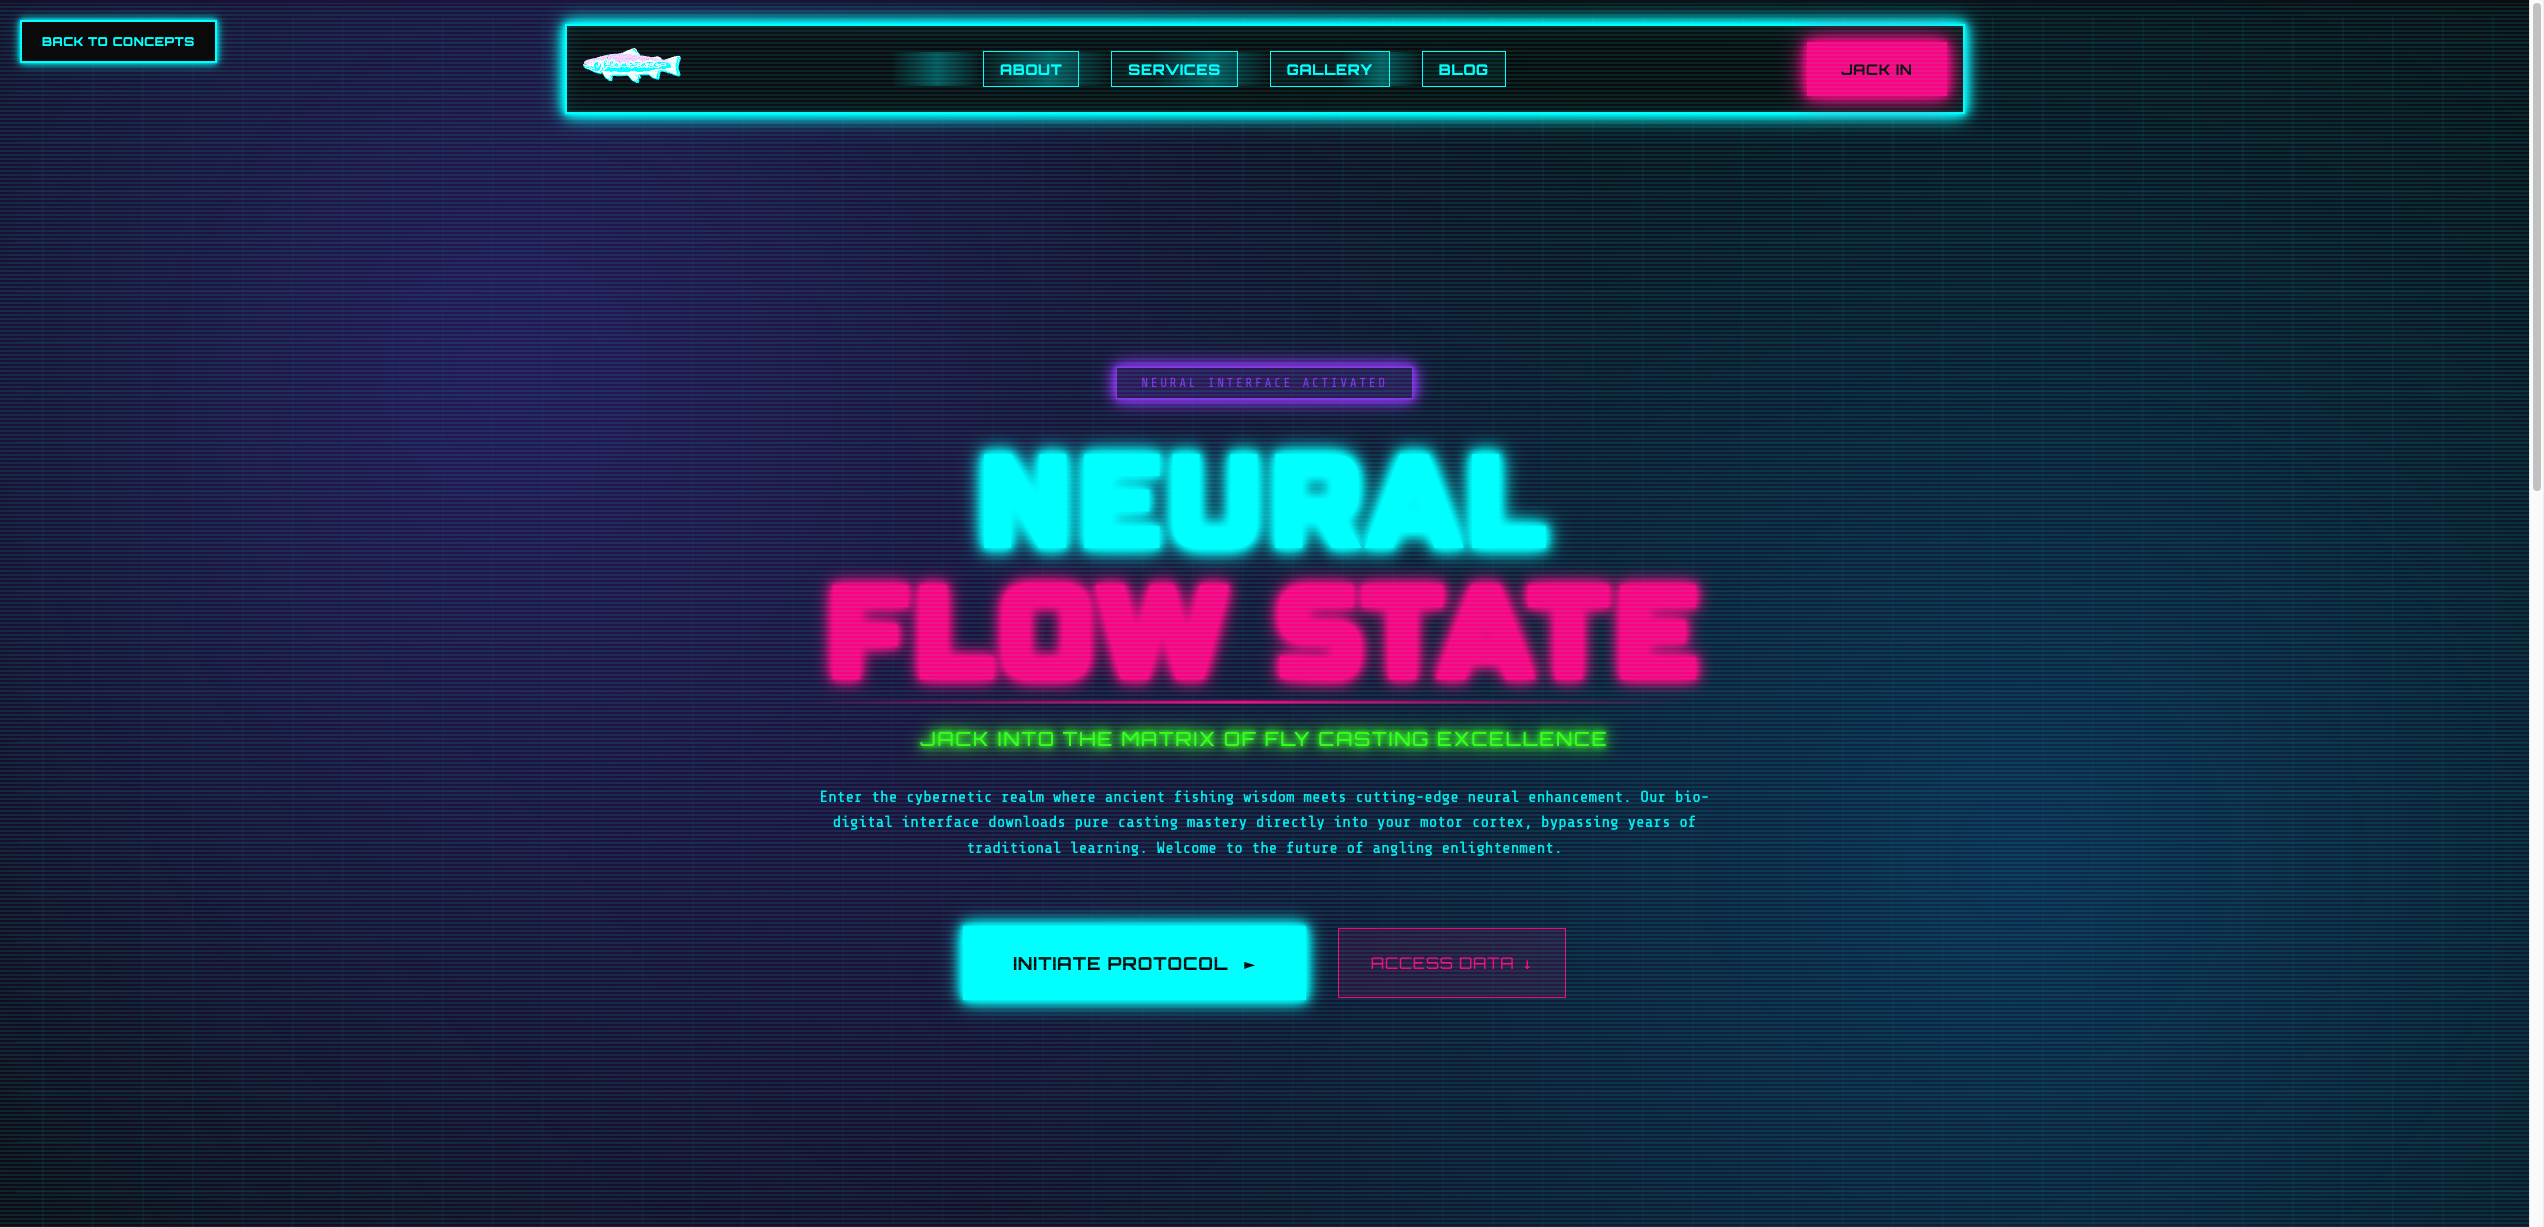 BACK TO CONCEPTS
ABOUT
SERVICES
GALLERY
BLOG
JACK IN
NEURAL INTERFACE ACTIVATED
NEURAL
FLOW STATE
JACK INTO THE MATRIX OF FLY CASTING EXCELLENCE
Enter the cybernetic realm where ancient fishing wisdom meets cutting-edge neural enhancement. Our bio-
digital interface downloads pure casting mastery directly into your motor cortex, bypassing years of
traditional learning. Welcome to the future of angling enlightenment.
INITIATE PROTOCOL ►
ACCESS DATA ↓